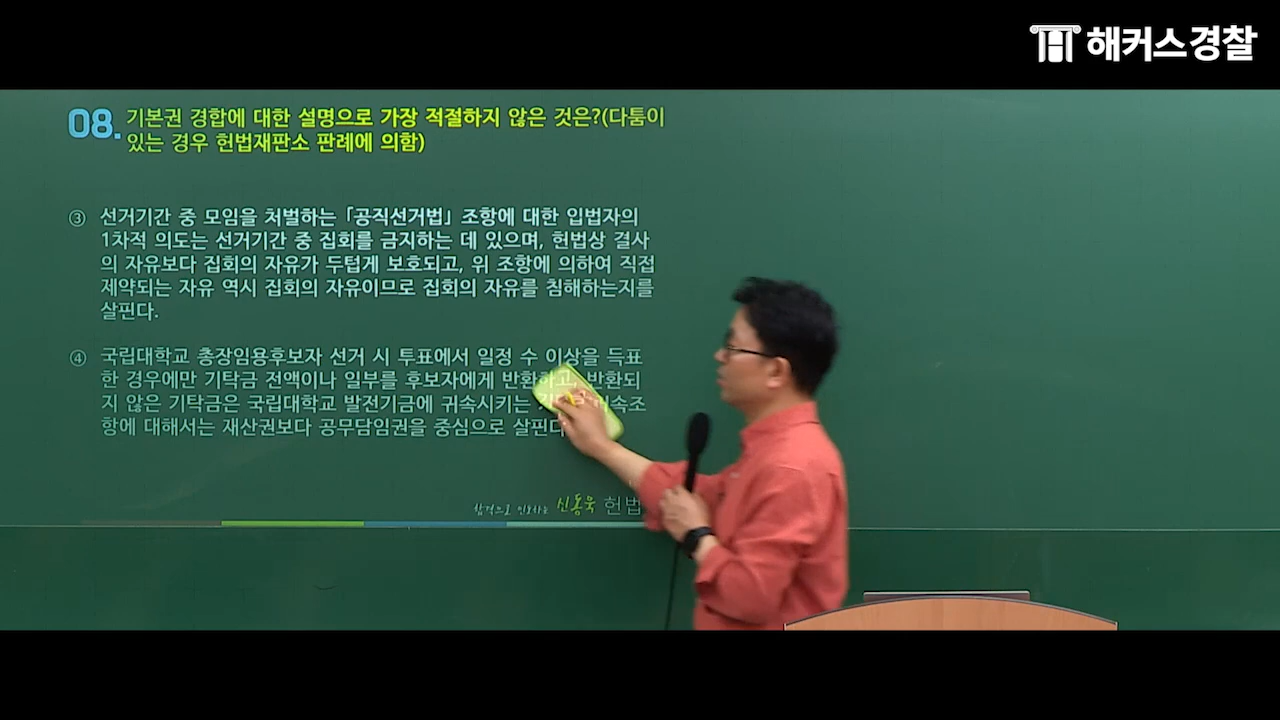 해커스경찰
08. 기본권 경합에 대한 설명으로 가장 적절하지 않은 것은?(다툼이
있는 경우 헌법재판소 판례에 의함)
③ 선거기간 중 모임을 처벌하는 「공직선거법」 조항에 대한 입법자의
1차적 의도는 선거기간 중 집회를 금지하는 데 있으며, 헌법상 결사
의 자유보다 집회의 자유가 두텁게 보호되고, 위 조항에 의하여 직접
제약되는 자유 역시 집회의 자유이므로 집회의 자유를 침해하는지를
살핀다.
④ 국립대학교 총장임용후보자 선거 시 투표에서 일정 수 이상을 득표
한 경우에만 기탁금 전액이나 일부를 후보자에게 반환하고, 반환되
지 않은 기탁금은 국립대학교 발전기금에 귀속시키는
항에 대해서는 재산권보다 공무담임권을 중심으로 살핀다
합격으로 신동욱 헌법